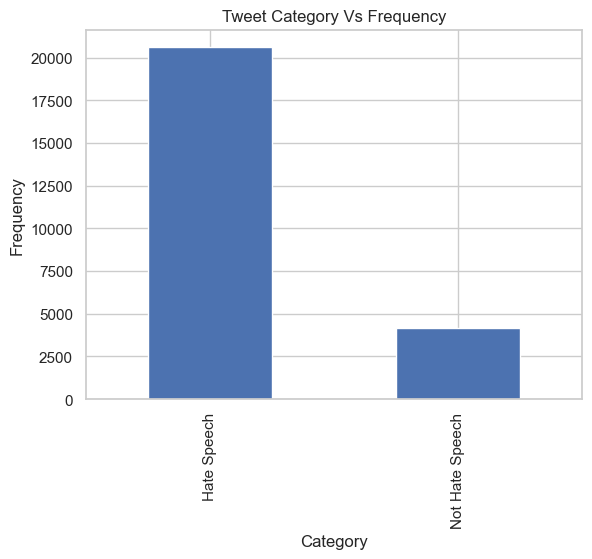 Tweet Category Vs Frequency
20000
17500
15000
12500
10000
7500
5000
2500
0
Frequency
Hate Speech
Not Hate Speech
Category